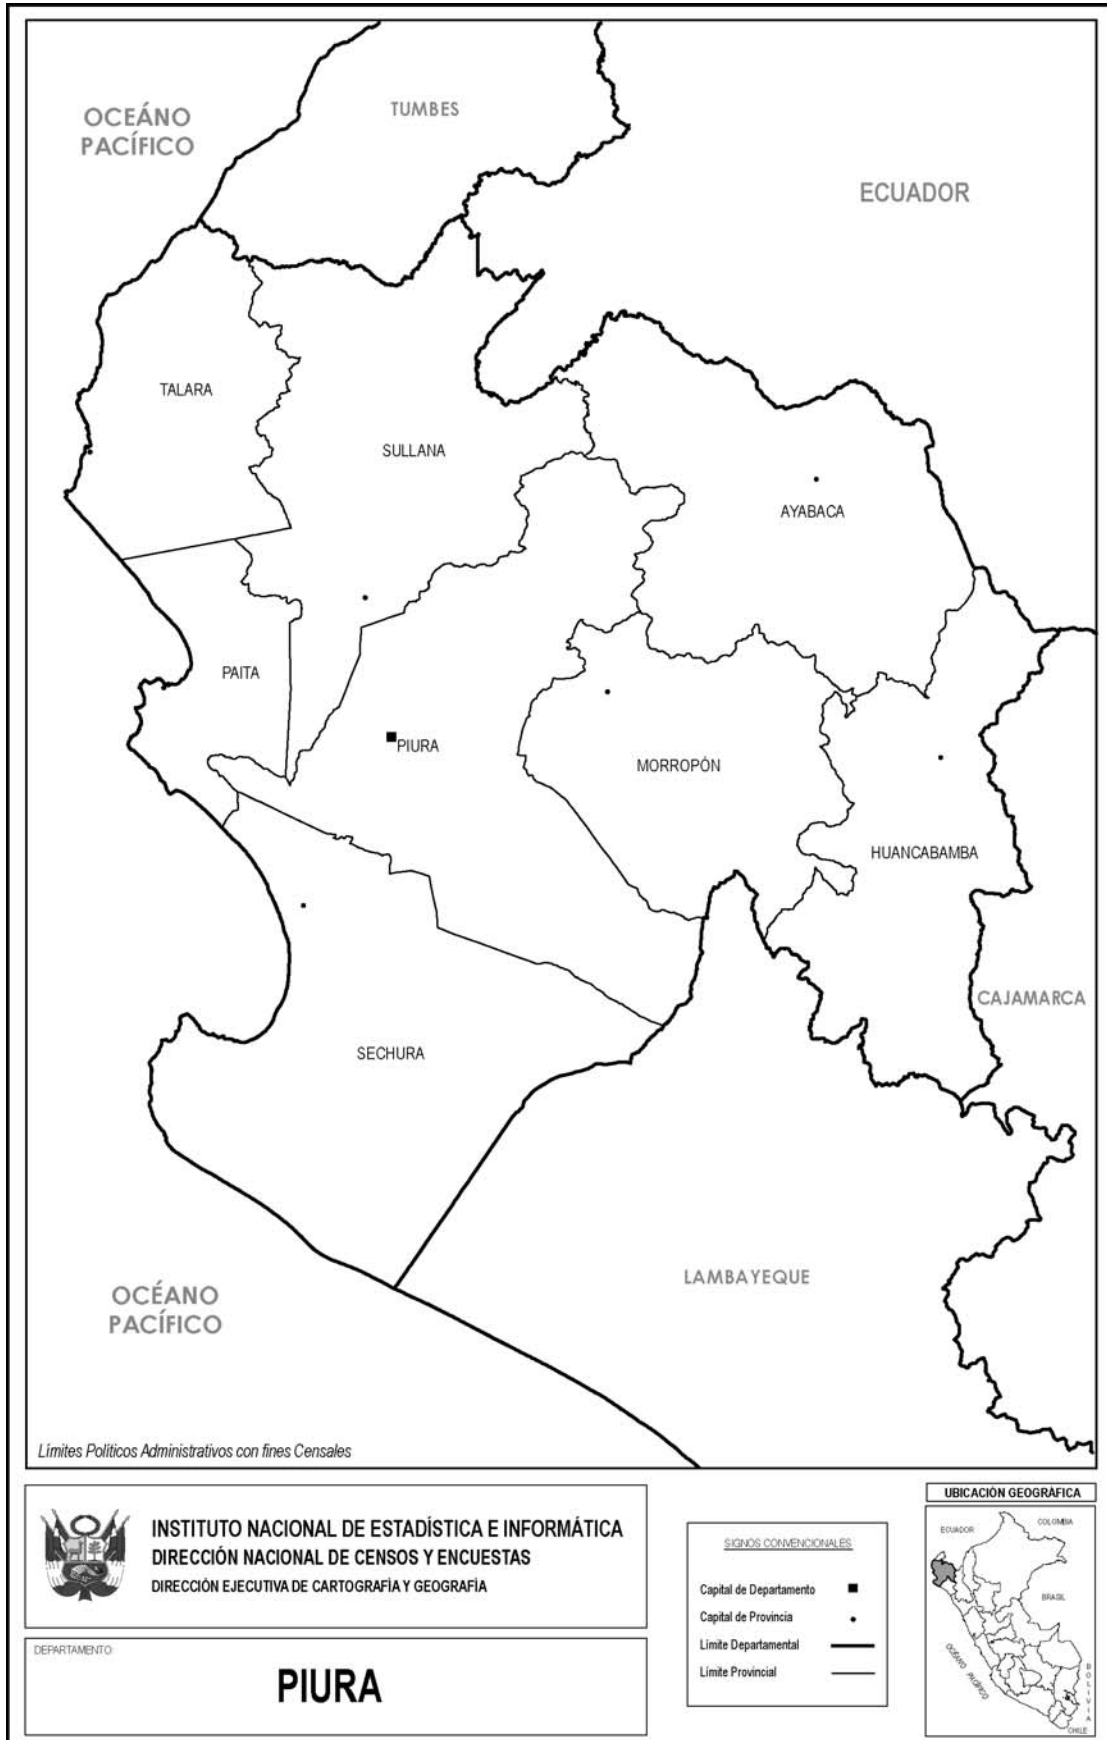 OCEÁNO
PACÍFICO
TUMBES
ECUADOR
TALARA
SULLANA
AYABACA
PAITA
PIURA
MORROPÓN
HUANCABAMBA
CAJAMARCA
SECHURA
LAMBAYEQUE
OCÉANO
PACÍFICO
Límites Políticos Administrativos con fines Censales
INSTITUTO NACIONAL DE ESTADÍSTICA E INFORMÁTICA
DIRECCIÓN NACIONAL DE CENSOS Y ENCUESTAS
DIRECCIÓN EJECUTIVA DE CARTOGRAFÍA Y GEOGRAFÍA
DEPARTAMENTO:
PIURA
SIGNOS CONVENCIONALES
Capital de Departamento
Capital de Provincia
Límite Departamental
Límite Provincial
UBICACIÓN GEOGRÁFICA
ECUADOR
COLOMBIA
BRASIL
OCÉANO PACÍFICO
BOLIVIA
CHILE